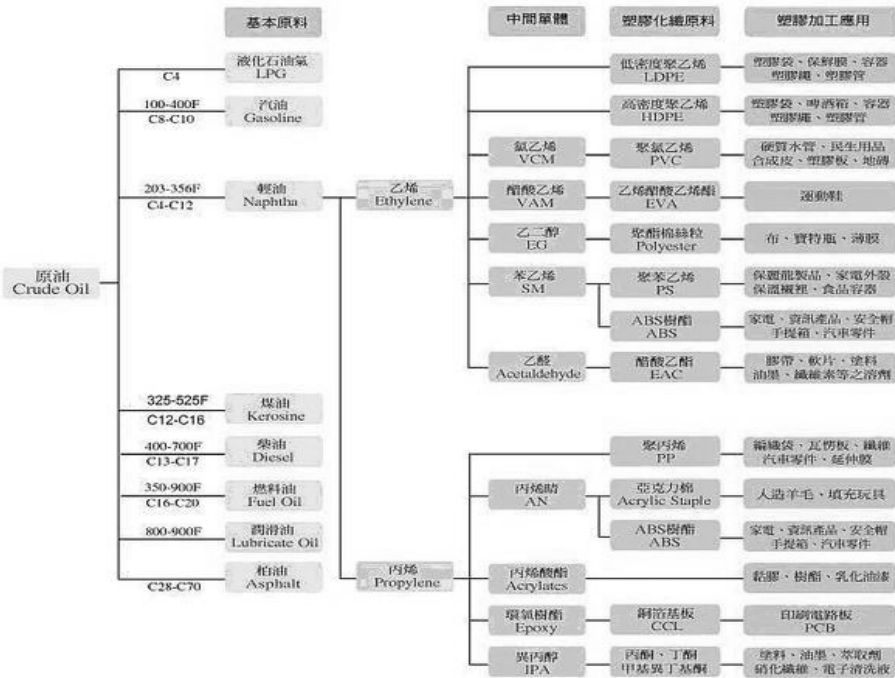 基本原料
中間單體
塑膠化纖原料
塑膠加工應用
原油
Crude Oil
C4
液化石油氣
LPG
100-400F
C8-C10
汽油
Gasoline
203-356F
C4-C12
輕油
Naphtha
325-525F
C12-C16
煤油
Kerosine
400-700F
C13-C17
柴油
Diesel
350-900F
C16-C20
燃料油
Fuel Oil
800-900F
潤滑油
Lubricate Oil
C28-C70
柏油
Asphalt
乙烯
Ethylene
低密度聚乙烯
LDPE
塑膠袋、保鮮膜、容器
塑膠繩、塑膠管
高密度聚乙烯
HDPE
塑膠袋、啤酒箱、容器
塑膠繩、塑膠管
氯乙烯
VCM
聚氯乙烯
PVC
硬質水管、民生用品
合成皮、塑膠板、地磚
醋酸乙烯
VAM
乙烯醋酸乙烯酯
EVA
運動鞋
乙二醇
EG
聚酯棉絲粒
Polyester
布、寶特瓶、薄膜
苯乙烯
SM
聚苯乙烯
PS
保麗龍製品、家電外殼
保溫襯裡、食品容器
ABS樹酯
ABS
家電、資訊產品、安全帽
手提箱、汽車零件
乙醛
Acetaldehyde
醋酸乙酯
EAC
膠帶、軟片、塗料
油墨、纖維素等之溶劑
丙烯
Propylene
聚丙烯
PP
編織袋、瓦楞板、纖維
汽車零件、延伸膜
丙烯腈
AN
亞克力棉
Acrylic Staple
人造羊毛、填充玩具
ABS樹酯
ABS
家電、資訊產品、安全帽
手提箱、汽車零件
丙烯酸酯
Acrylates
黏膠、樹酯、乳化油漆
環氧樹酯
Epoxy
銅箔基板
CCL
印刷電路板
PCB
異丙醇
IPA
丙酮、丁酮
甲基異丁基酮
塗料、油墨、萃取劑
硝化纖維、電子清洗液